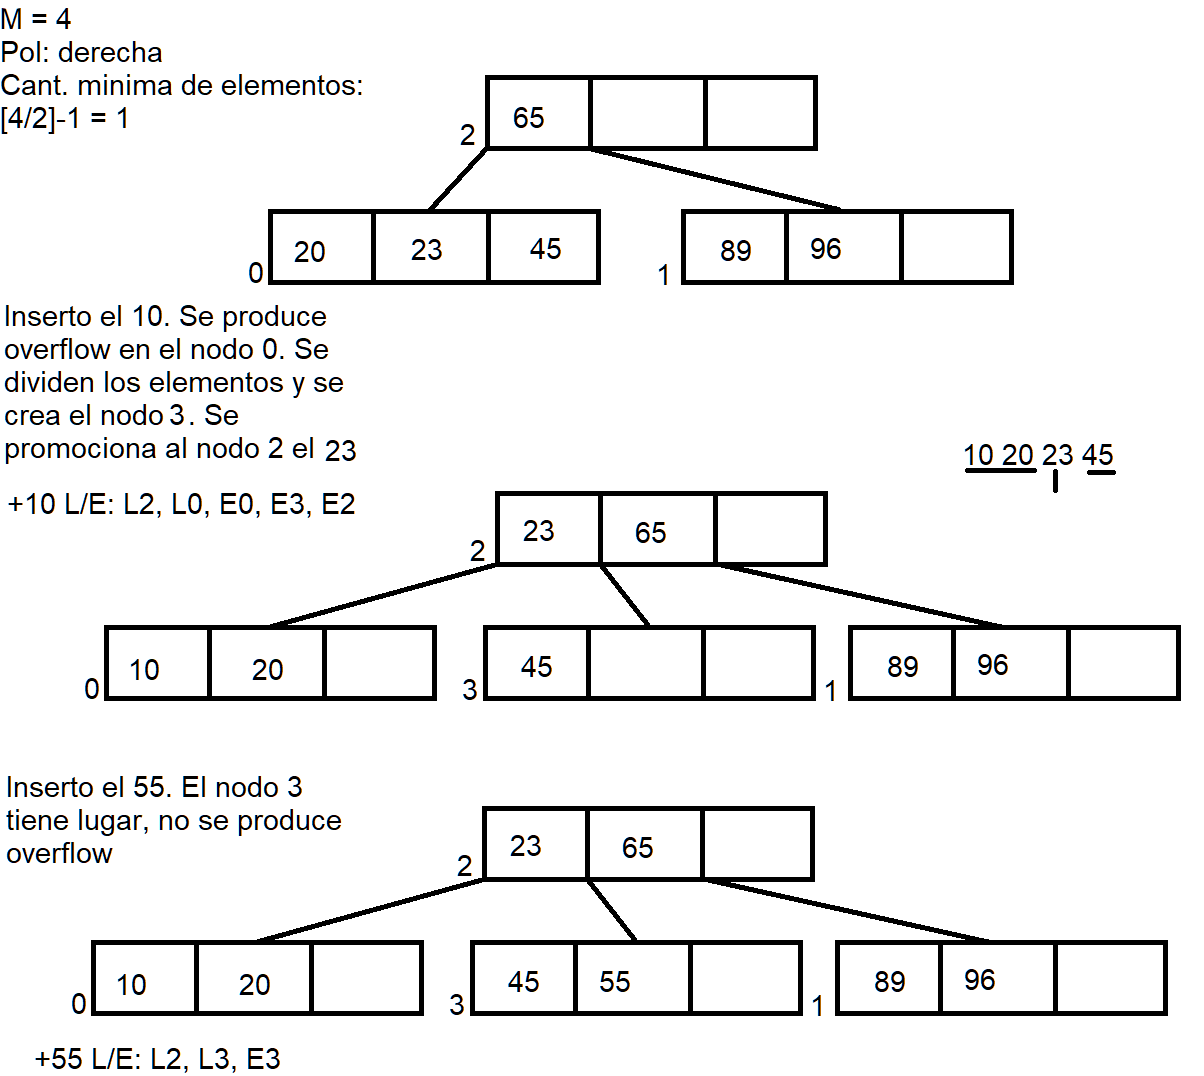 M = 4
Pol: derecha
Cant. minima de elementos:
[4/2]-1 = 1
65
2
20 23 45
0
89 96
1
Inserto el 10. Se produce
overflow en el nodo 0. Se
dividen los elementos y se
crea el nodo 3. Se
promociona al nodo 2 el 23
10 20 23 45
+10 L/E: L2, L0, E0, E3, E2
23 65
2
10 20
0
45
3
89 96
1
Inserto el 55. El nodo 3
tiene lugar, no se produce
overflow
23 65
2
10 20
0
45 55
3
89 96
1
+55 L/E: L2, L3, E3